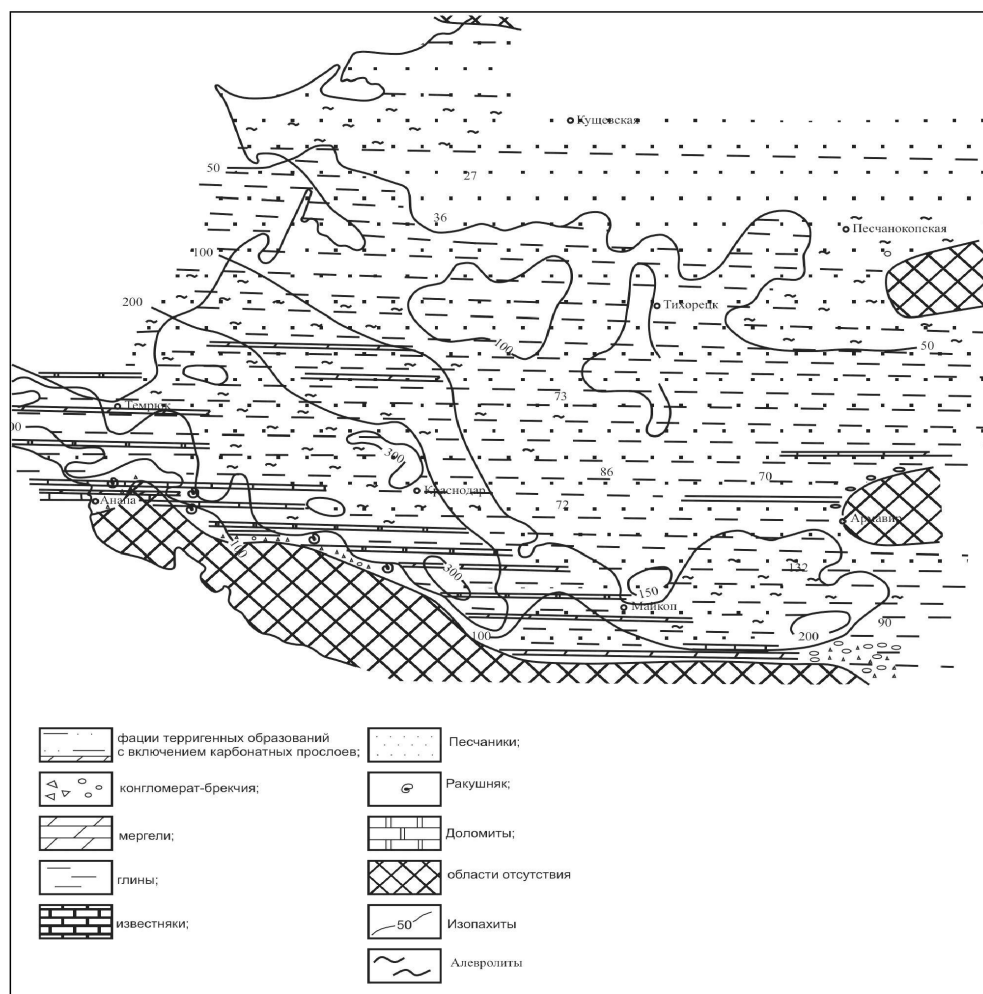 Кущевская
50
27
36
Песчанокопская
100
200
Тихорецк
100
50
73
Темрюк
00
300
86
70
Краснодар
Анапа
72
Армавир
100
300
132
150
Майкоп
100
200
90
фации терригенных образований
с включением карбонатных прослоев;
Песчаники;
конгломерат-брекчия;
Ракушняк;
мергели;
Доломиты;
глины;
области отсутствия
известняки;
50
Изопахиты
Алевролиты